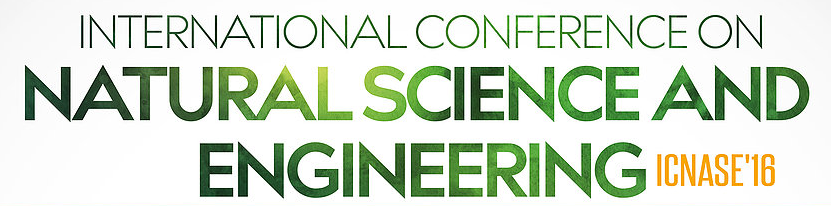 INTERNATIONAL CONFERENCE ON
NATURAL SCIENCE AND
ENGINEERING ICNASE'16